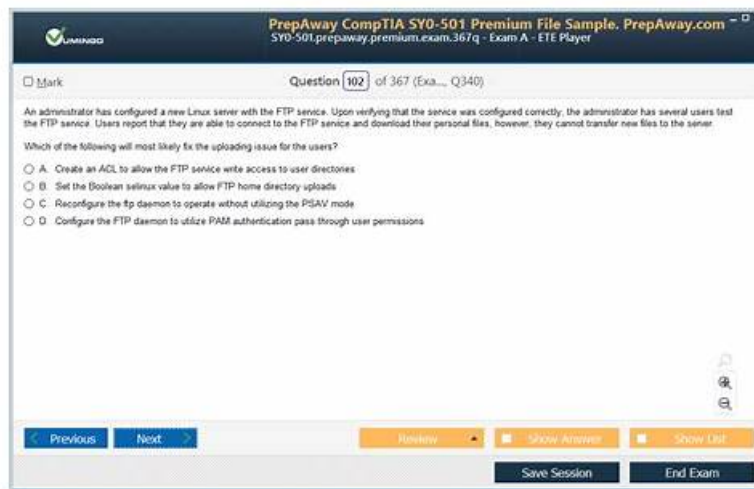 VUMINGO
PrepAway CompTIA SY0-501 Premium File Sample. PrepAway.com
SY0-501.prepaway.premium.exam.367q - Exam A - ETE Player
Mark
Question 102 of 367 (Exa..., Q340)
An administrator has configured a new Linux server with the FTP service. Upon verifying that the service was configured correctly, the administrator has several users test
the FTP service. Users report that they are able to connect to the FTP service and download their personal files, however, they cannot transfer new files to the server.
Which of the following will most likely fix the uploading issue for the users?
A. Create an ACL to allow the FTP service write access to user directories
B. Set the Boolean selinux value to allow FTP home directory uploads
C. Reconfigure the ftp daemon to operate without utilizing the PSAV mode
D. Configure the FTP daemon to utilize PAM authentication pass through user permissions
Previous
Next
Review
Show Answer
Show List
Save Session
End Exam